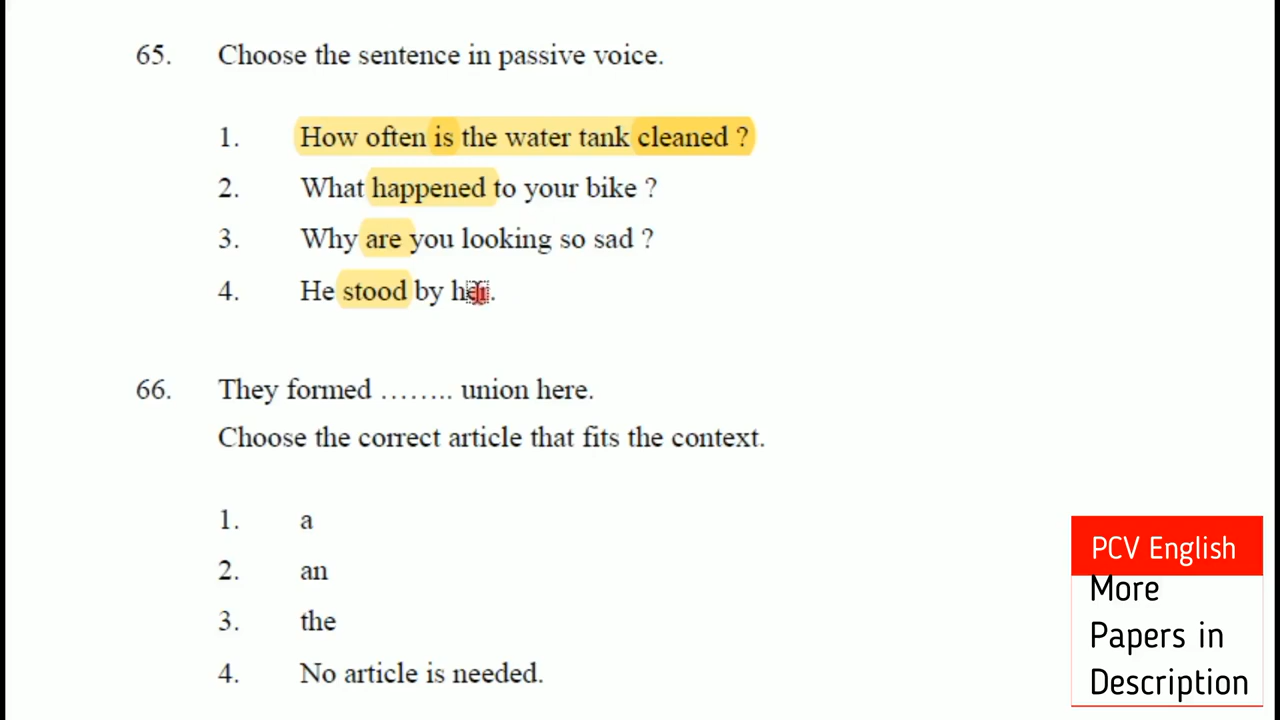 65. Choose the sentence in passive voice.
1. How often is the water tank cleaned ?
2. What happened to your bike ?
3. Why are you looking so sad ?
4. He stood by her.
66. They formed …….. union here.
Choose the correct article that fits the context.
1. a
2. an
3. the
4. No article is needed.
PCV English
More
Papers in
Description